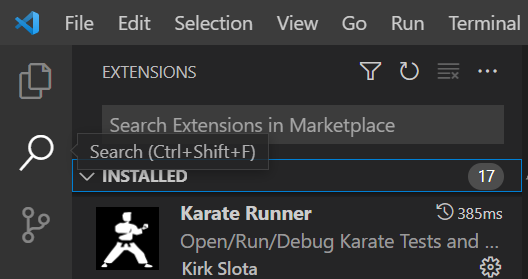 File Edit Selection View Go Run Terminal
EXTENSIONS
Search Extensions in Marketplace
Search (Ctrl+Shift+F)
INSTALLED 17
Karate Runner 385ms
Open/Run/Debug Karate Tests and ...
Kirk Slota